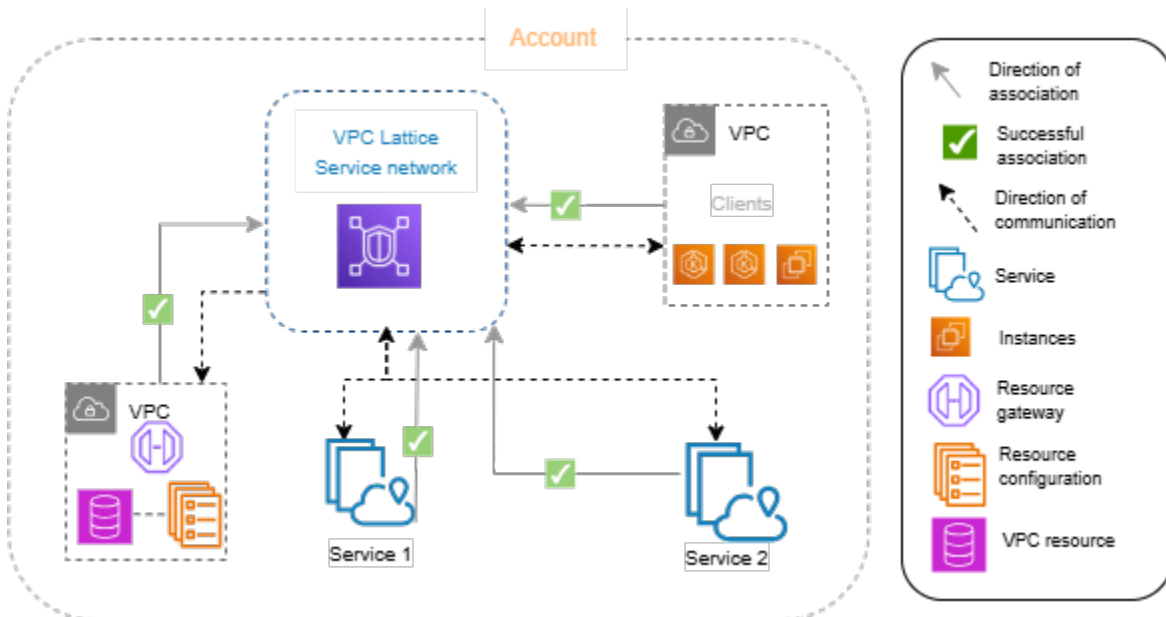 Account
VPC Lattice
Service network
VPC
Clients
VPC
Service 1
Service 2
Direction of
association
Successful
association
Direction of
communication
Service
Instances
Resource
gateway
Resource
configuration
VPC resource